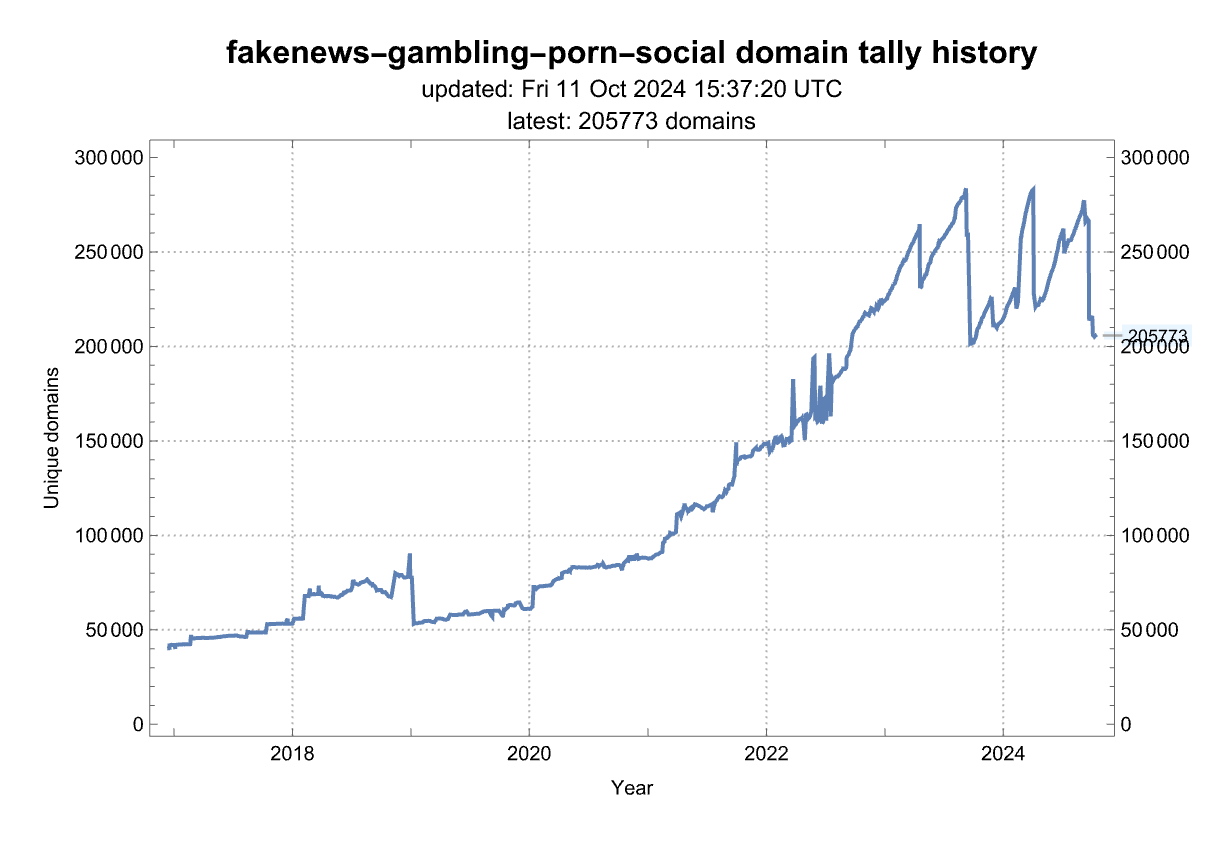 fakenews-gambling-porn-social domain tally history
updated: Fri 11 Oct 2024 15:37:20 UTC
latest: 205773 domains
300 000 300 000
250 000 250 000
205773
200 000 200 000
150 000 150 000
100 000 100 000
50 000 50 000
0 0
Unique domains
2018 2020 2022 2024
Year